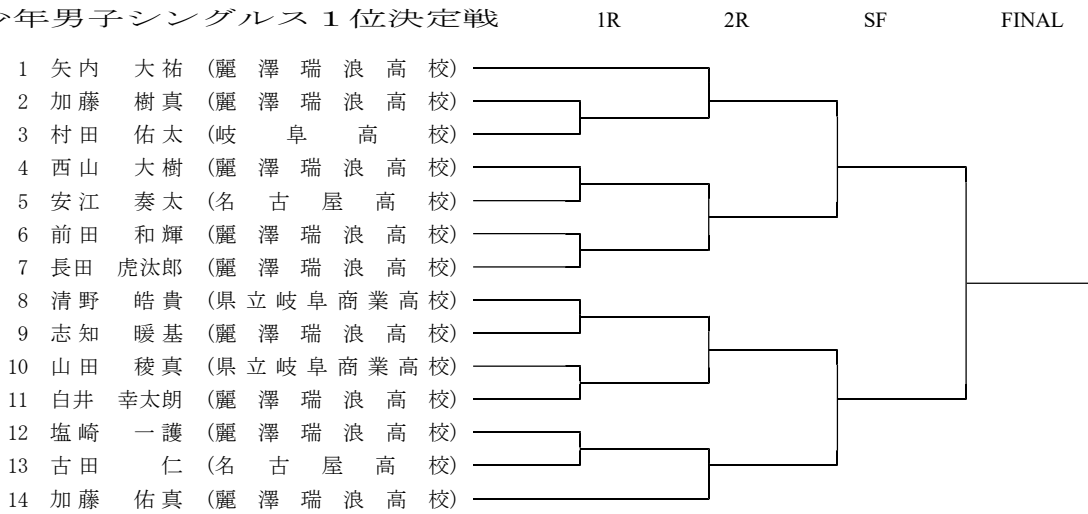 少年男子シングルス１位決定戦 1R 2R SF FINAL
1 矢内 大祐 (麗澤瑞浪高校)
2 加藤 樹真 (麗澤瑞浪高校)
3 村田 佑太 (岐阜高校)
4 西山 大樹 (麗澤瑞浪高校)
5 安江 奏太 (名古屋高校)
6 前田 和輝 (麗澤瑞浪高校)
7 長田 虎汰郎 (麗澤瑞浪高校)
8 清野 皓貴 (県立岐阜商業高校)
9 志知 暖基 (麗澤瑞浪高校)
10 山田 稜真 (県立岐阜商業高校)
11 白井 幸太朗 (麗澤瑞浪高校)
12 塩崎 一護 (麗澤瑞浪高校)
13 古田 仁 (名古屋高校)
14 加藤 佑真 (麗澤瑞浪高校)